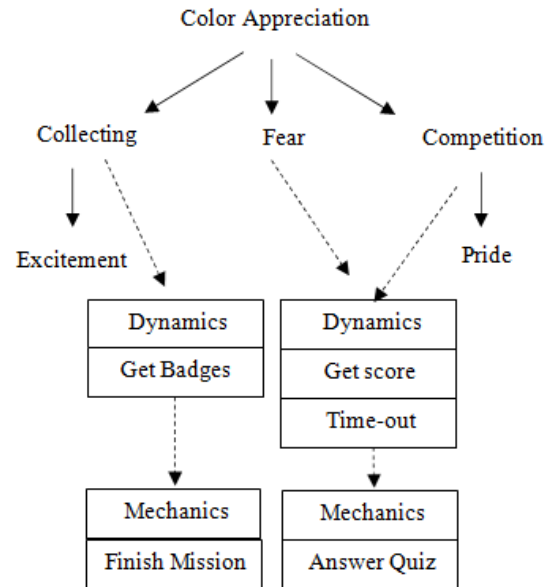 Color Appreciation
Collecting
Fear
Competition
Excitement
Pride
Dynamics
Get Badges
Dynamics
Get score
Time-out
Mechanics
Finish Mission
Mechanics
Answer Quiz